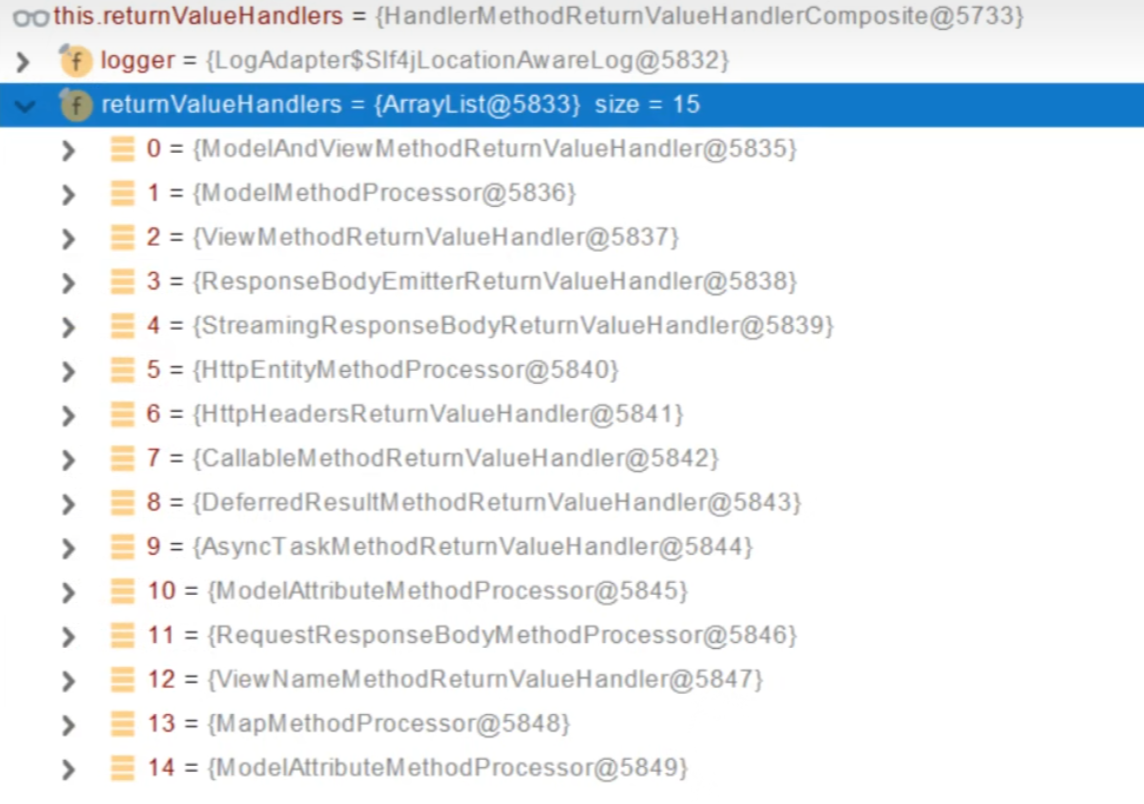 this.returnValueHandlers = {HandlerMethodReturnValueHandlerComposite@5733}
f logger = {LogAdapter$Slf4jLocationAwareLog@5832}
f returnValueHandlers = {ArrayList@5833} size = 15
0 = {ModelAndViewMethodReturnValueHandler@5835}
1 = {ModelMethodProcessor@5836}
2 = {ViewMethodReturnValueHandler@5837}
3 = {ResponseBodyEmitterReturnValueHandler@5838}
4 = {StreamingResponseBodyReturnValueHandler@5839}
5 = {HttpEntityMethodProcessor@5840}
6 = {HttpHeadersReturnValueHandler@5841}
7 = {CallableMethodReturnValueHandler@5842}
8 = {DeferredResultMethodReturnValueHandler@5843}
9 = {AsyncTaskMethodReturnValueHandler@5844}
10 = {ModelAttributeMethodProcessor@5845}
11 = {RequestResponseBodyMethodProcessor@5846}
12 = {ViewNameMethodReturnValueHandler@5847}
13 = {MapMethodProcessor@5848}
14 = {ModelAttributeMethodProcessor@5849}